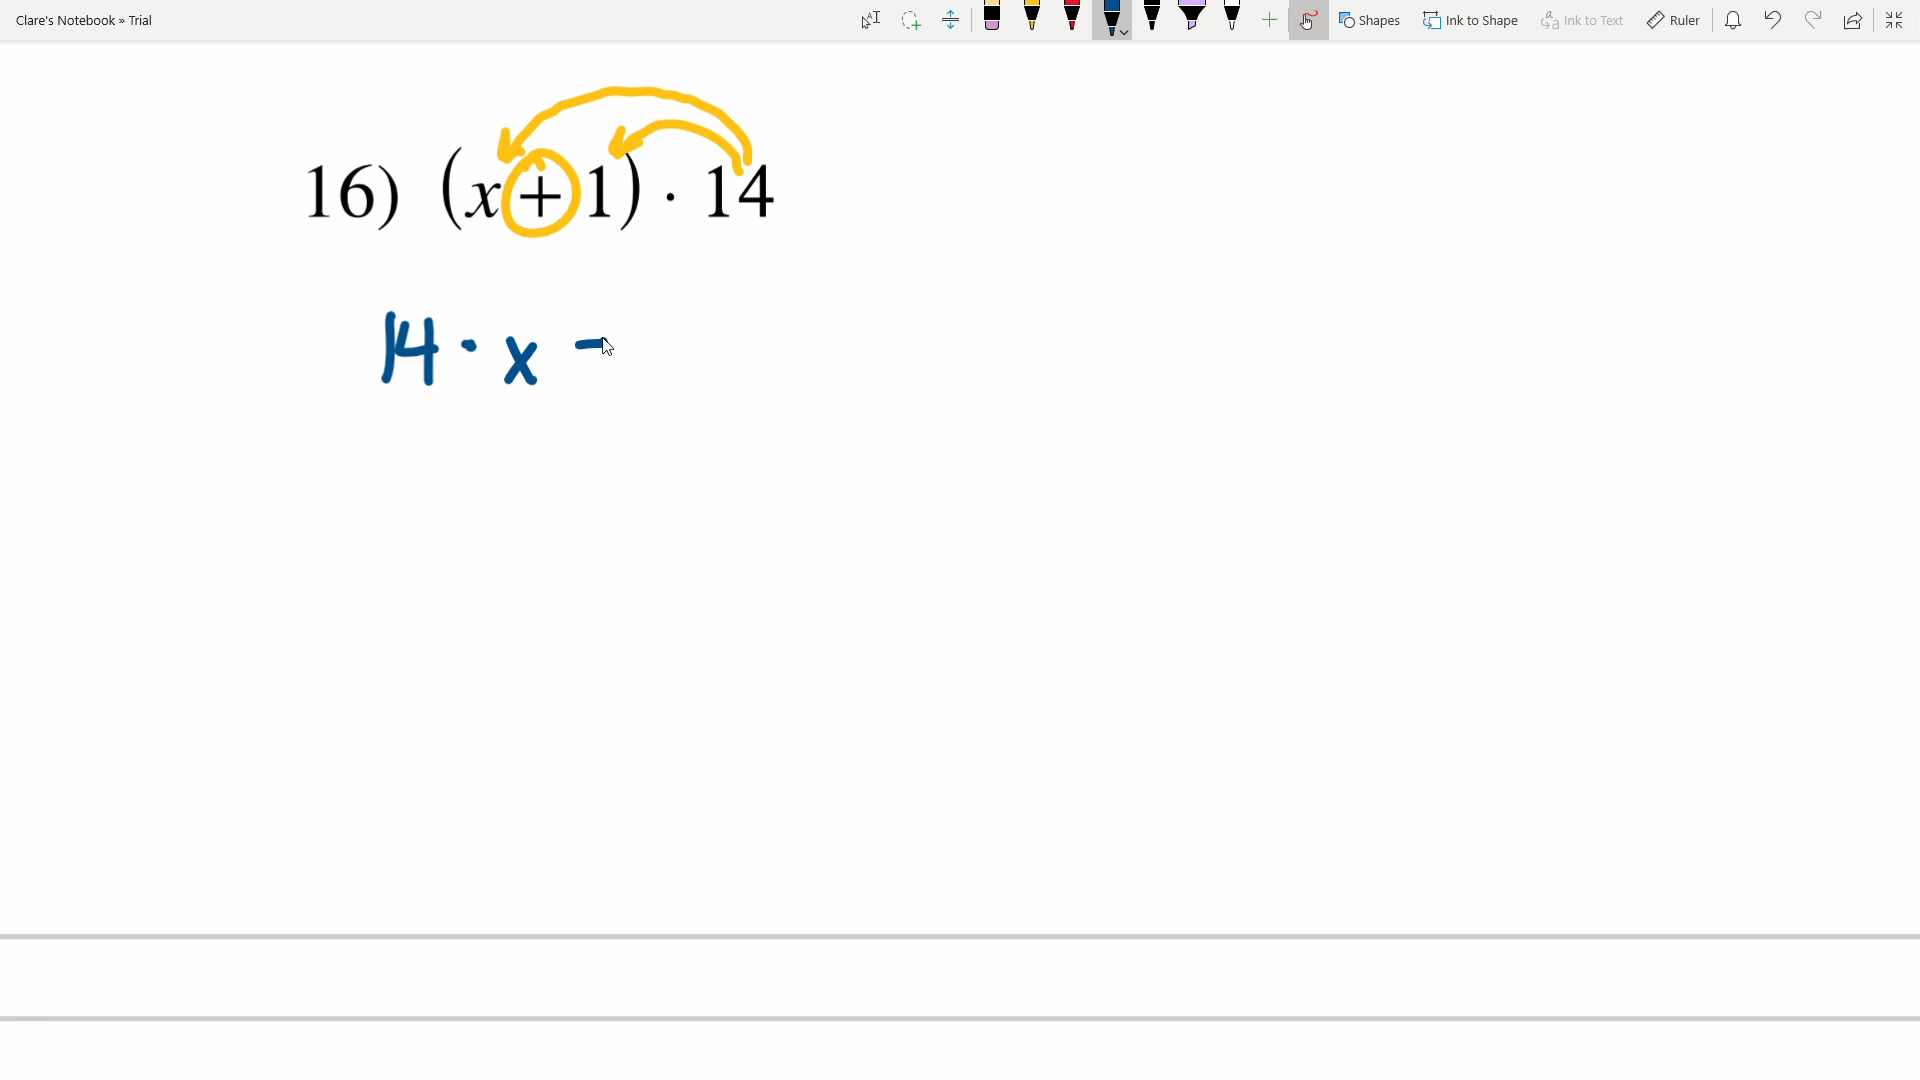 Clare's Notebook » Trial
Shapes Ink to Shape Ink to Text Ruler
16) (x + 1) · 14
14 · x -